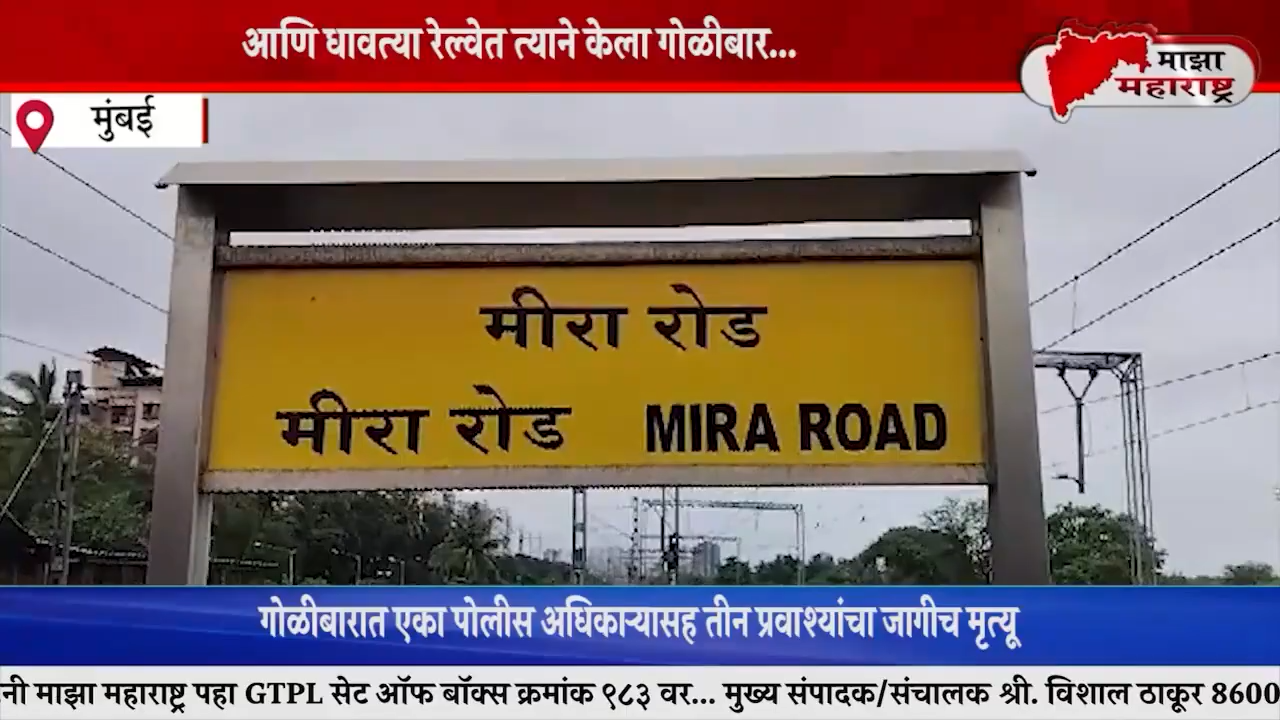 आणि धावत्या रेल्वेत त्याने केला गोळीबार...
माझा
महाराष्ट्र
मुंबई
मीरा रोड
मीरा रोड MIRA ROAD
गोळीबारात एका पोलीस अधिकाऱ्यासह तीन प्रवाश्यांचा जागीच मृत्यू
नी माझा महाराष्ट्र पहा GTPL सेट ऑफ बॉक्स क्रमांक ९८३ वर... मुख्य संपादक/संचालक श्री. विशाल ठाकूर 8600